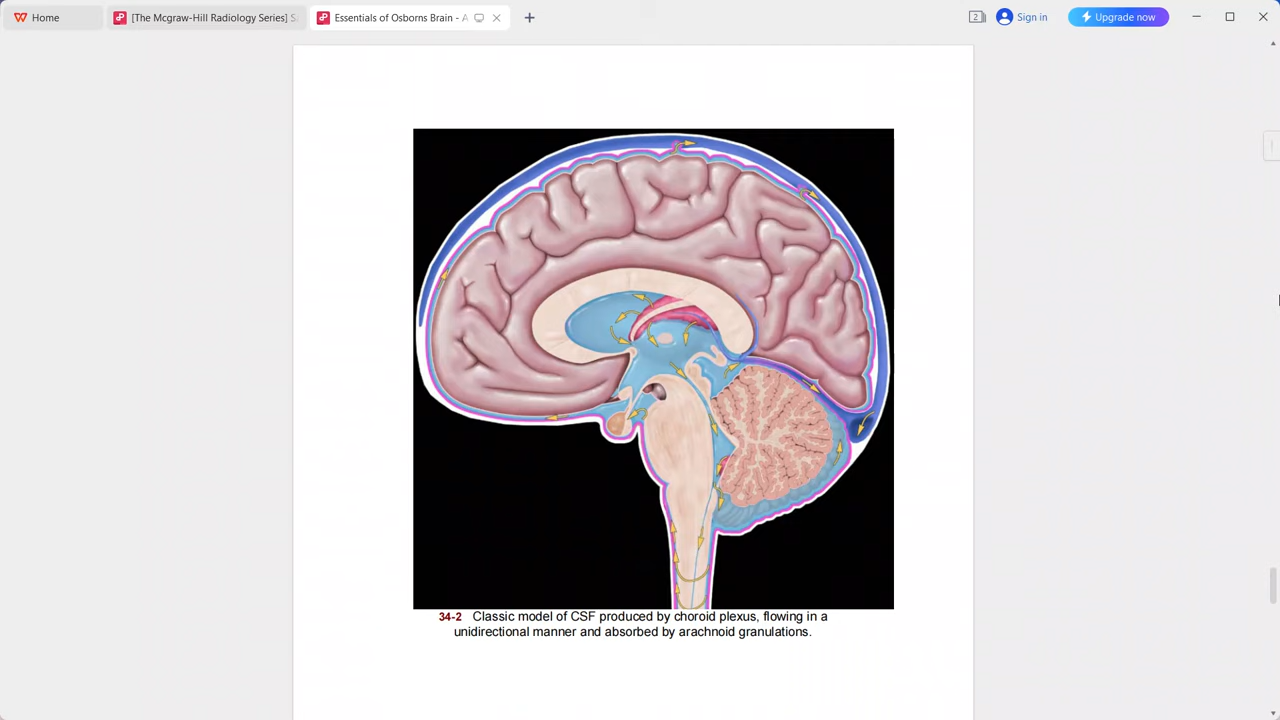 Home
[The Mcgraw-Hill Radiology Series] S
Essentials of Osborns Brain - A
2
Sign in
Upgrade now
34-2 Classic model of CSF produced by choroid plexus, flowing in a
unidirectional manner and absorbed by arachnoid granulations.